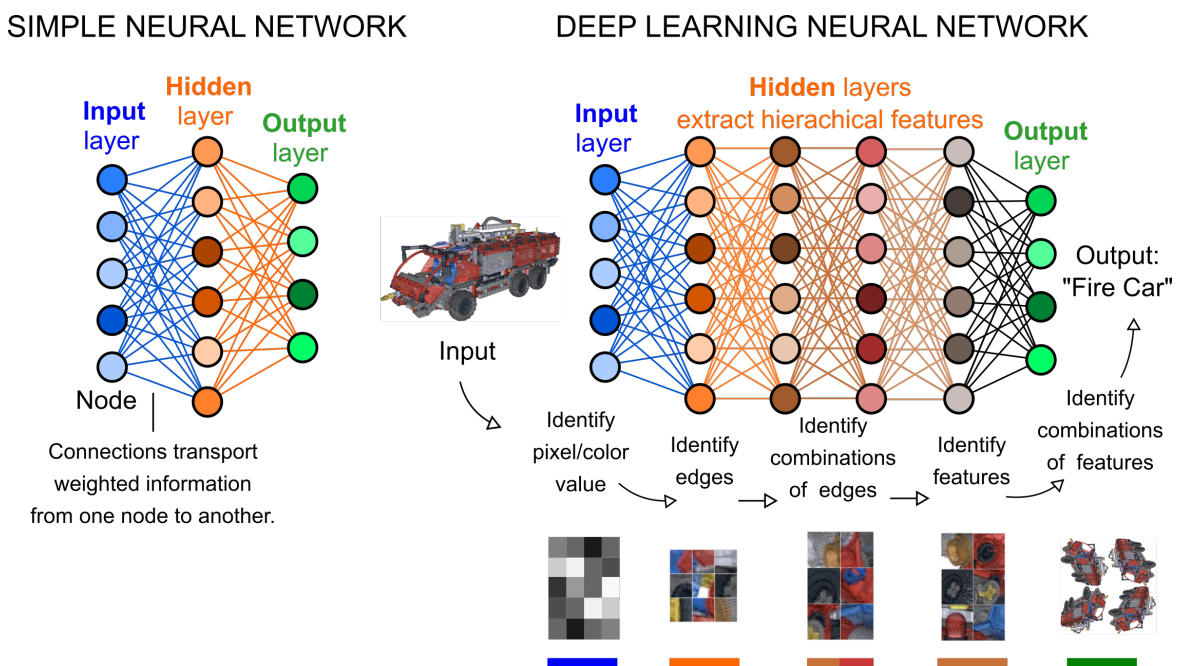 SIMPLE NEURAL NETWORK
Input
layer
Hidden
layer
Output
layer
Node
Connections transport
weighted information
from one node to another.
DEEP LEARNING NEURAL NETWORK
Input
layer
Hidden layers
extract hierachical features
Output
layer
Input
Output:
"Fire Car"
Identify
pixel/color
value
Identify
edges
Identify
combinations
of edges
Identify
features
Identify
combinations
of features